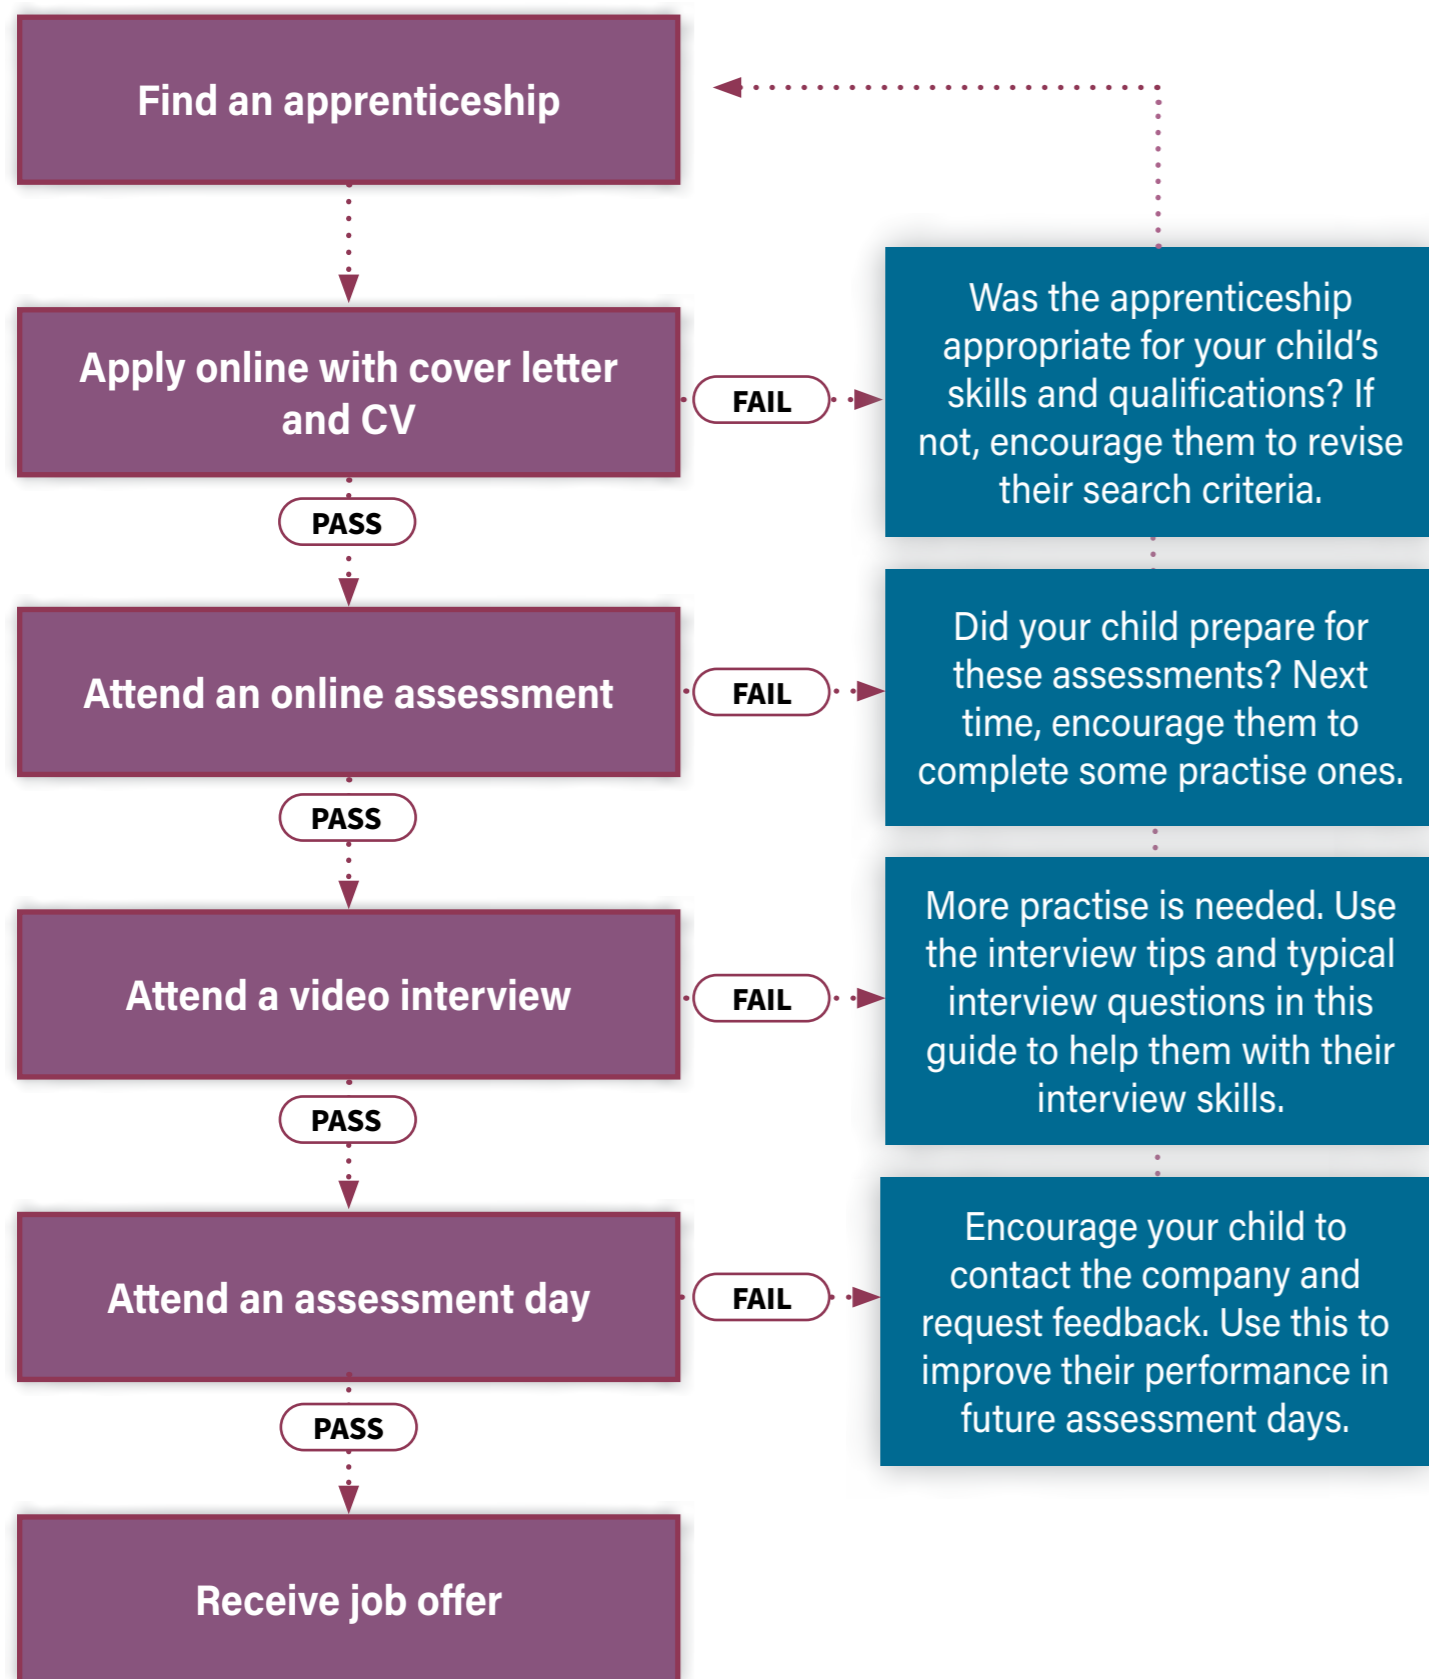 Find an apprenticeship
Apply online with cover letter
and CV
FAIL
Was the apprenticeship
appropriate for your child's
skills and qualifications? If
not, encourage them to revise
their search criteria.
PASS
Attend an online assessment
FAIL
Did your child prepare for
these assessments? Next
time, encourage them to
complete some practise ones.
PASS
Attend a video interview
FAIL
More practise is needed. Use
the interview tips and typical
interview questions in this
guide to help them with their
interview skills.
PASS
Attend an assessment day
FAIL
Encourage your child to
contact the company and
request feedback. Use this to
improve their performance in
future assessment days.
PASS
Receive job offer